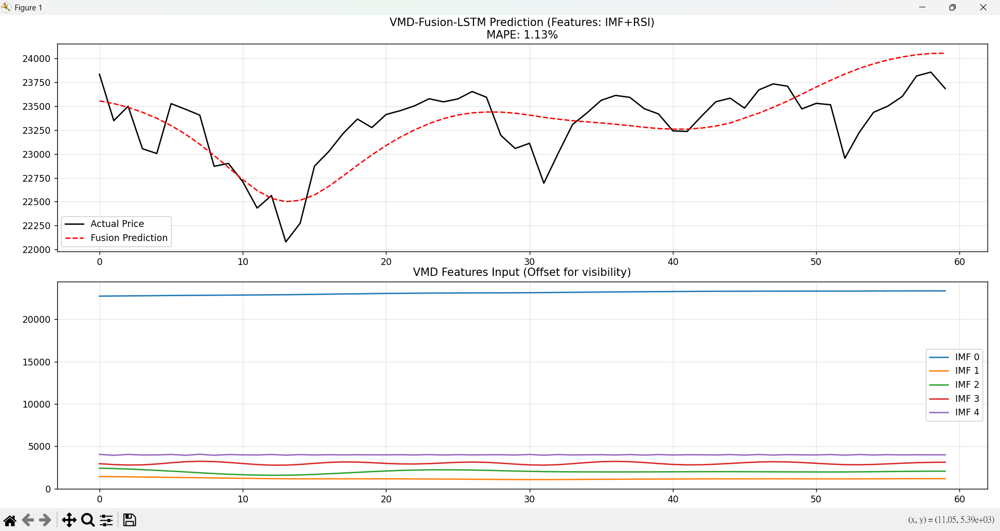 Figure 1
VMD-Fusion-LSTM Prediction (Features: IMF+RSI)
MAPE: 1.13%
24000
23750
23500
23250
23000
22750
22500
22250
22000
Actual Price
Fusion Prediction
0 10 20 30 40 50 60
VMD Features Input (Offset for visibility)
20000
15000
10000
5000
0
IMF 0
IMF 1
IMF 2
IMF 3
IMF 4
0 10 20 30 40 50 60
(x, y) = (11.05, 5.39e+03)